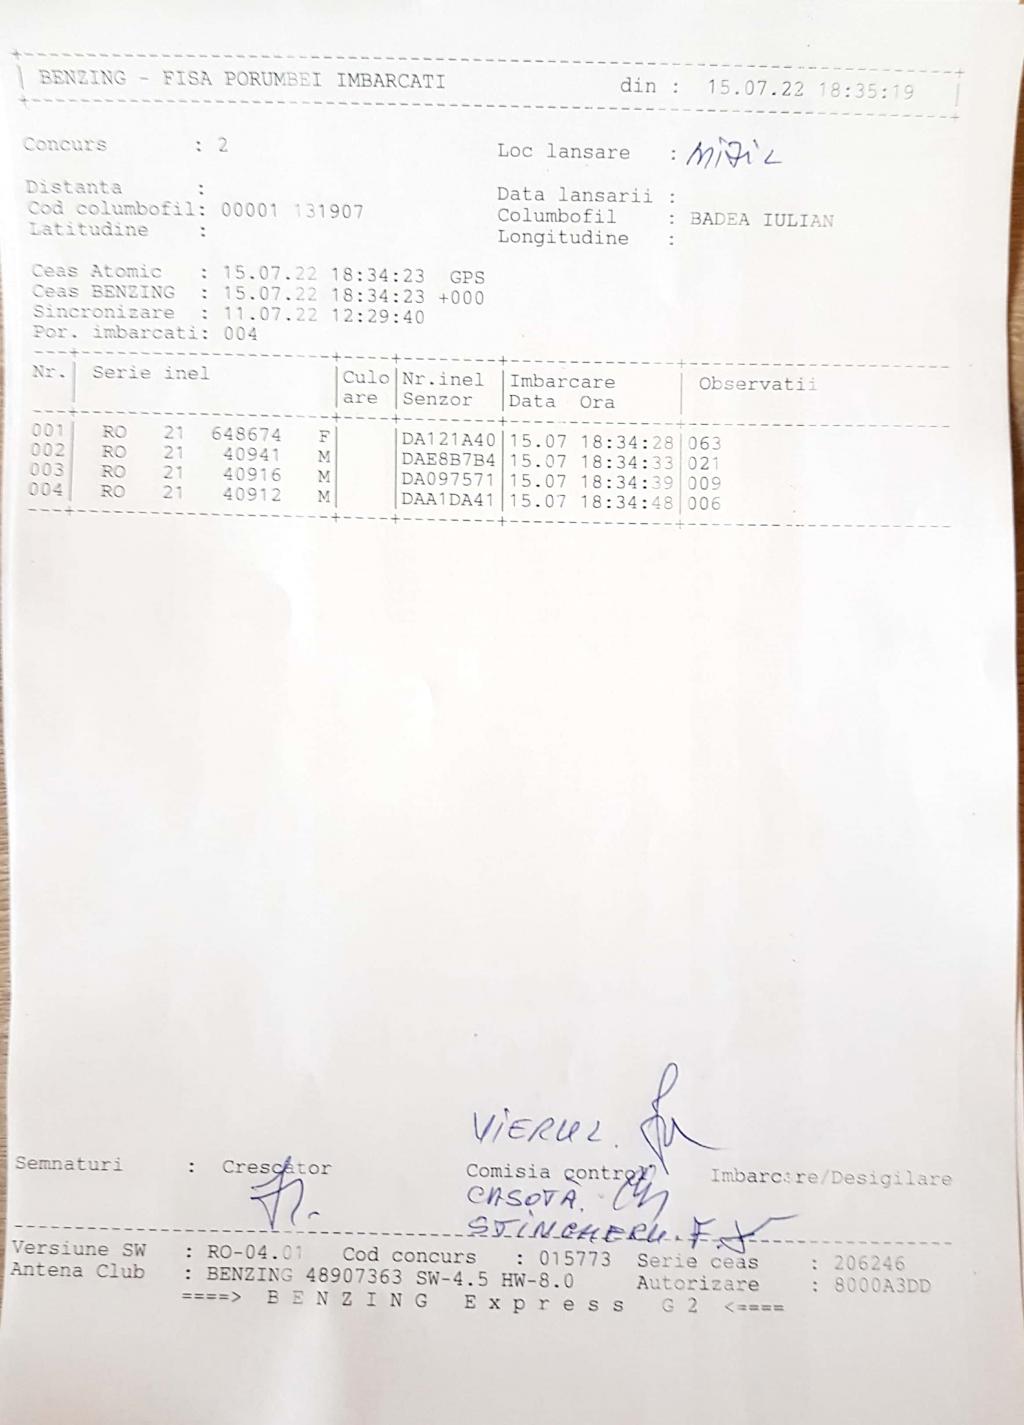 BENZING - FISA PORUMBEI IMBARCATI din : 15.07.22 18:35:19
Concurs : 2 Loc lansare : MiZiL
Distanta : Data lansarii :
Cod columbofil: 00001 131907 Columbofil : BADEA IULIAN
Latitudine : Longitudine :
Ceas Atomic : 15.07.22 18:34:23 GPS
Ceas BENZING : 15.07.22 18:34:23 +000
Sincronizare : 11.07.22 12:29:40
Por. imbarcati: 004
Nr. Serie inel Culo Nr.inel Imbarcare Observatii
are Senzor Data Ora
001 RO 21 648674 F DA121A40 15.07 18:34:28 063
002 RO 21 40941 M DAE8B7B4 15.07 18:34:33 021
003 RO 21 40916 M DA097571 15.07 18:34:39 009
004 RO 21 40912 M DAA1DA41 15.07 18:34:48 006
ViERUL.
Semnaturi : Crescator Comisia control Imbarcare/Desigilare
CASOTA.
STiNCHERU.F.
Versiune SW : RO-04.01 Cod concurs : 015773 Serie ceas : 206246
Antena Club : BENZING 48907363 SW-4.5 HW-8.0 Autorizare : 8000A3DD
====> B E N Z I N G E x p r e s s G 2 <====